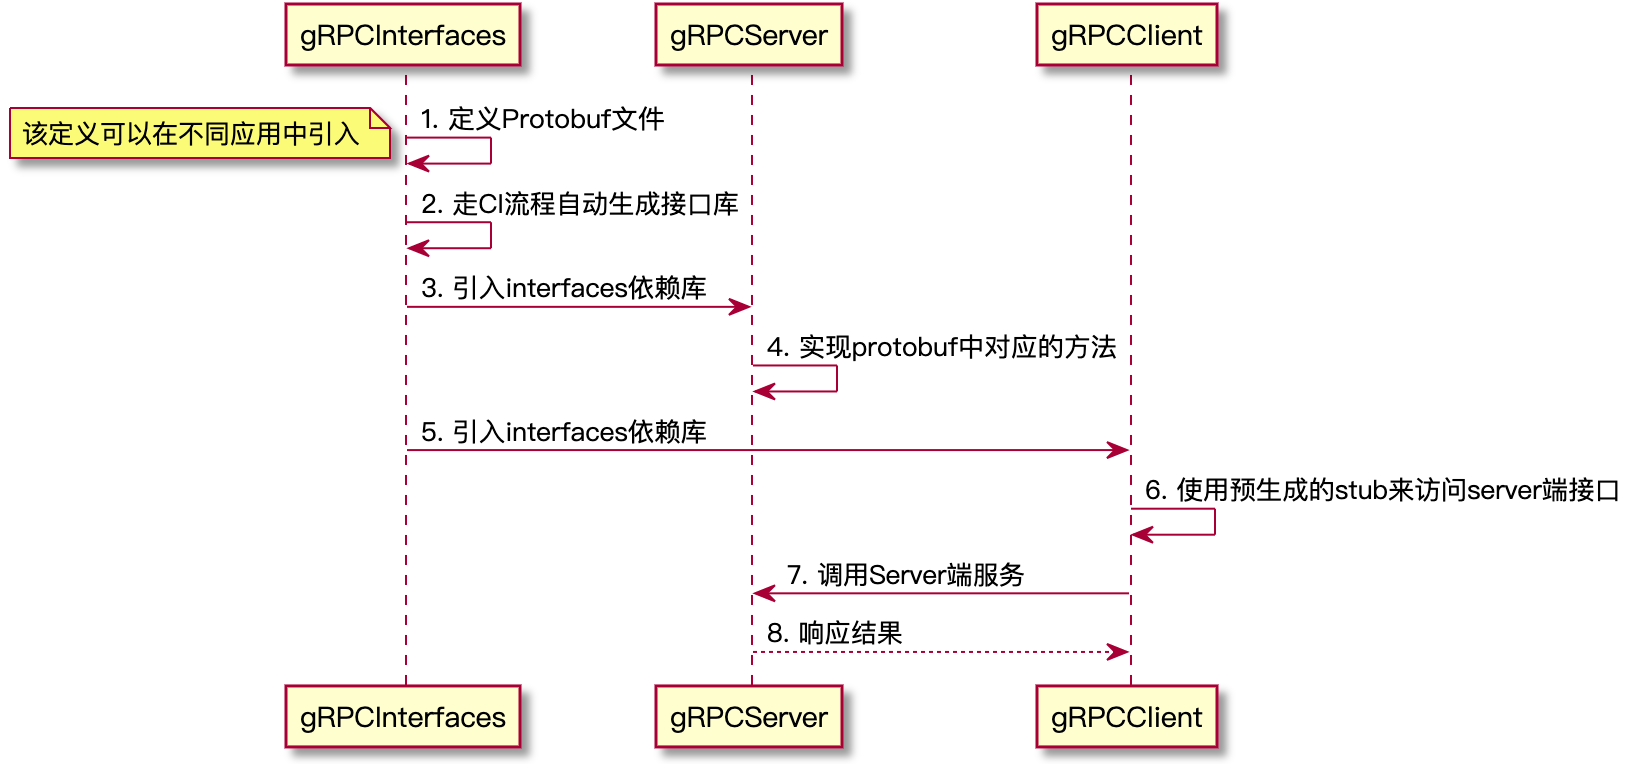 gRPCInterfaces
gRPCServer
gRPCClient
1. 定义Protobuf文件
该定义可以在不同应用中引入
2. 走CI流程自动生成接口库
3. 引入interfaces依赖库
4. 实现protobuf中对应的方法
5. 引入interfaces依赖库
6. 使用预生成的stub来访问server端接口
7. 调用Server端服务
8. 响应结果
gRPCInterfaces
gRPCServer
gRPCClient